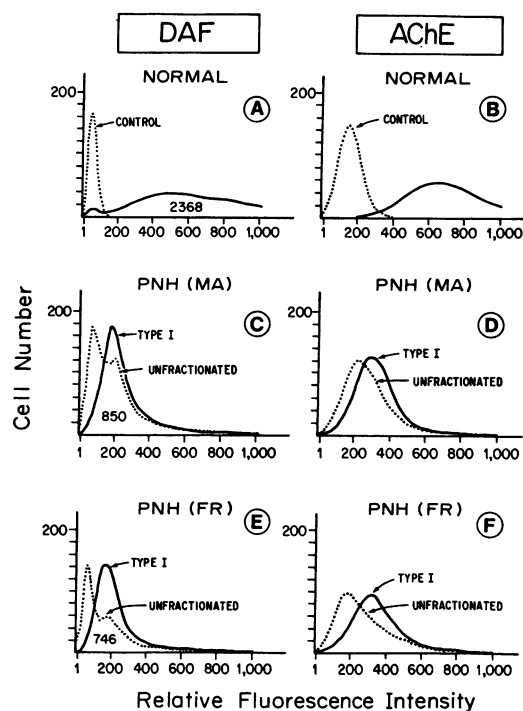 DAF
AChE
NORMAL
NORMAL
200
A
CONTROL
2368
1 200 400 600 800 1,000
200
B
CONTROL
1 200 400 600 800 1,000
PNH (MA)
PNH (MA)
200
C
TYPE I
UNFRACTIONATED
850
1 200 400 600 800 1,000
200
D
TYPE I
UNFRACTIONATED
1 200 400 600 800 1,000
PNH (FR)
PNH (FR)
200
E
TYPE I
UNFRACTIONATED
746
1 200 400 600 800 1,000
200
F
TYPE I
UNFRACTIONATED
1 200 400 600 800 1,000
Cell Number
Relative Fluorescence Intensity